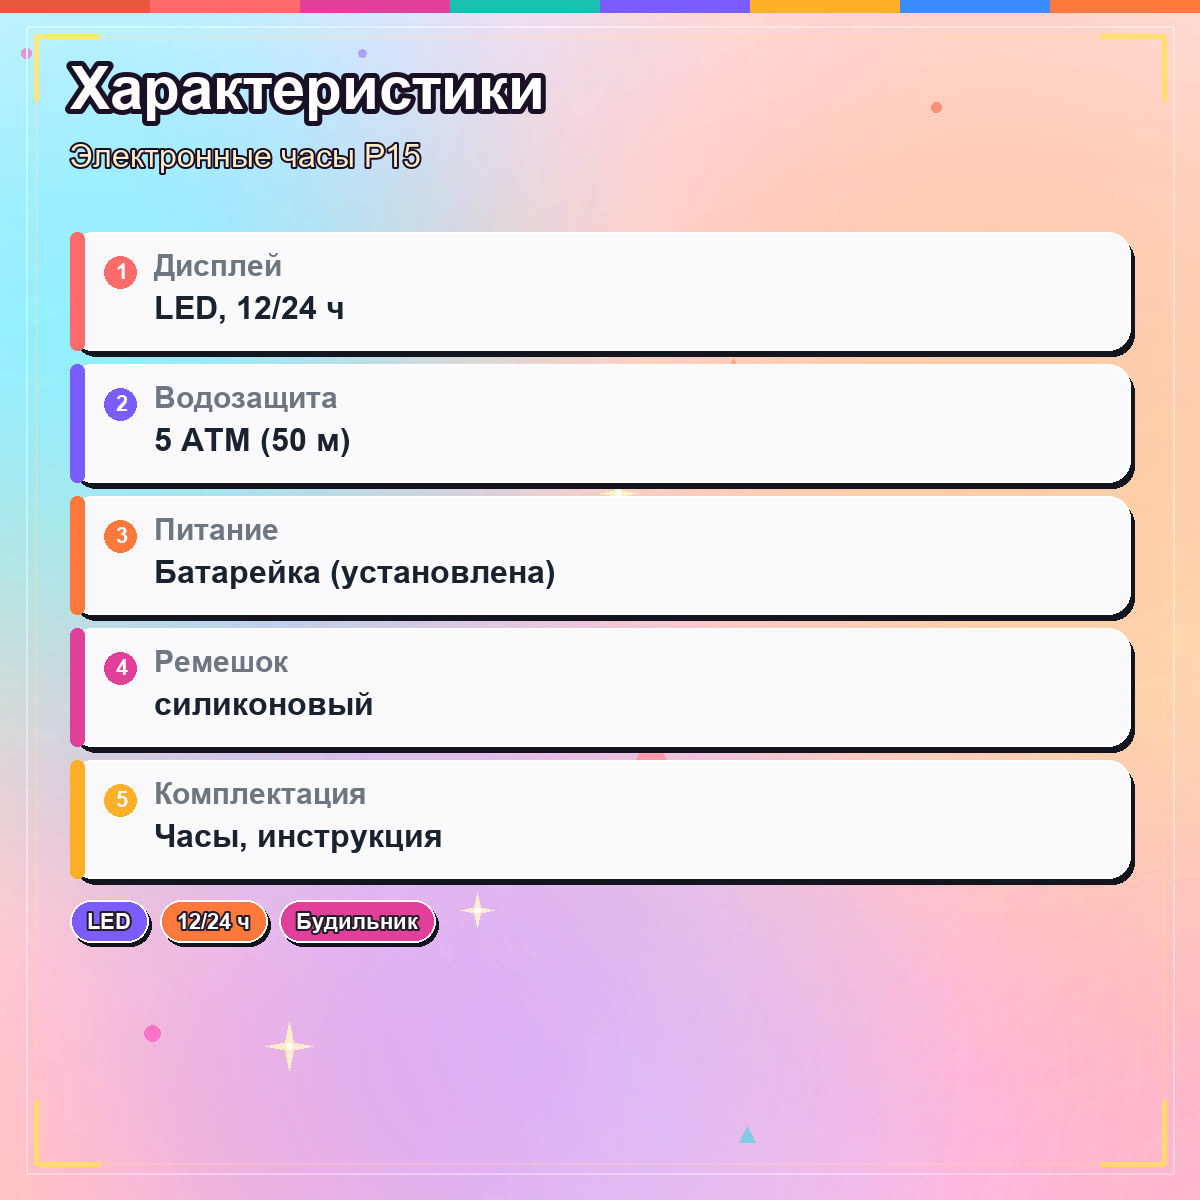 Характеристики
Электронные часы P15
1 Дисплей
LED, 12/24 ч
2 Водозащита
5 ATM (50 м)
3 Питание
Батарейка (установлена)
4 Ремешок
силиконовый
5 Комплектация
Часы, инструкция
LED 12/24 ч Будильник